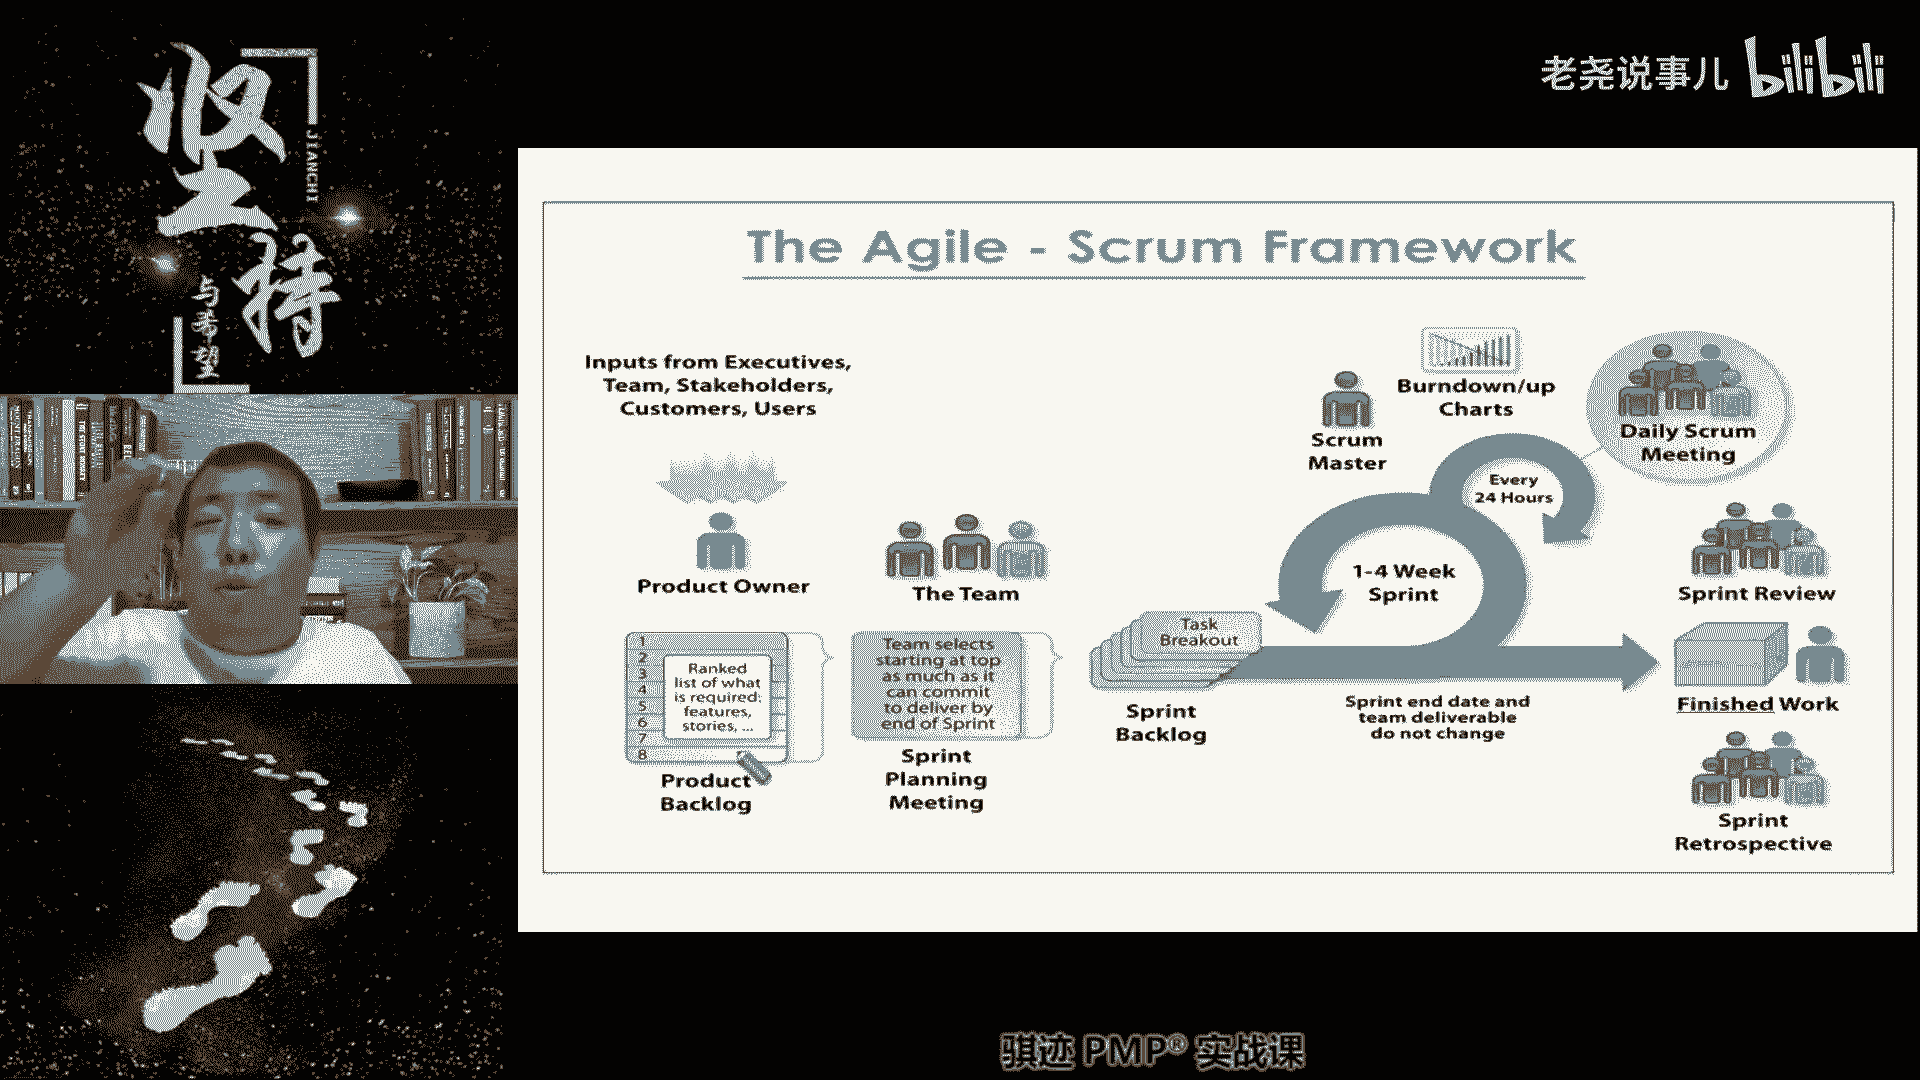 坚持
JIANCHI
与希望
老尧说事儿 bilibili
The Agile - Scrum Framework
Inputs from Executives,
Team, Stakeholders,
Customers, Users
Product Owner
The Team
1
2
3
4
5
6
7
8
Ranked
list of what
is required:
features,
stories, ...
Product
Backlog
Team selects
starting at top
as much as it
can commit
to deliver by
end of Sprint
Sprint
Planning
Meeting
Task
Breakout
Sprint
Backlog
Scrum
Master
Burndown/up
Charts
Every
24 Hours
1-4 Week
Sprint
Sprint end date and
team deliverable
do not change
Daily Scrum
Meeting
Sprint Review
Finished Work
Sprint
Retrospective
骐迹 PMP® 实战课